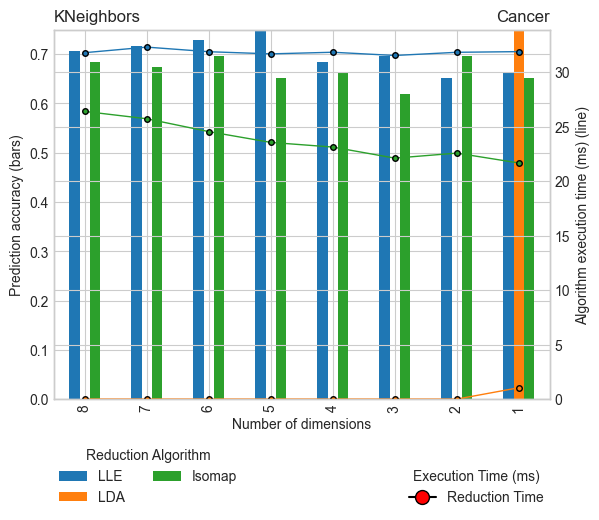 KNeighbors Cancer
0.7
0.6
0.5
0.4
0.3
0.2
0.1
0.0
Prediction accuracy (bars)
30
25
20
15
10
5
0
Algorithm execution time (ms) (line)
8 7 6 5 4 3 2 1
Number of dimensions
Reduction Algorithm
LLE Isomap
LDA
Execution Time (ms)
Reduction Time